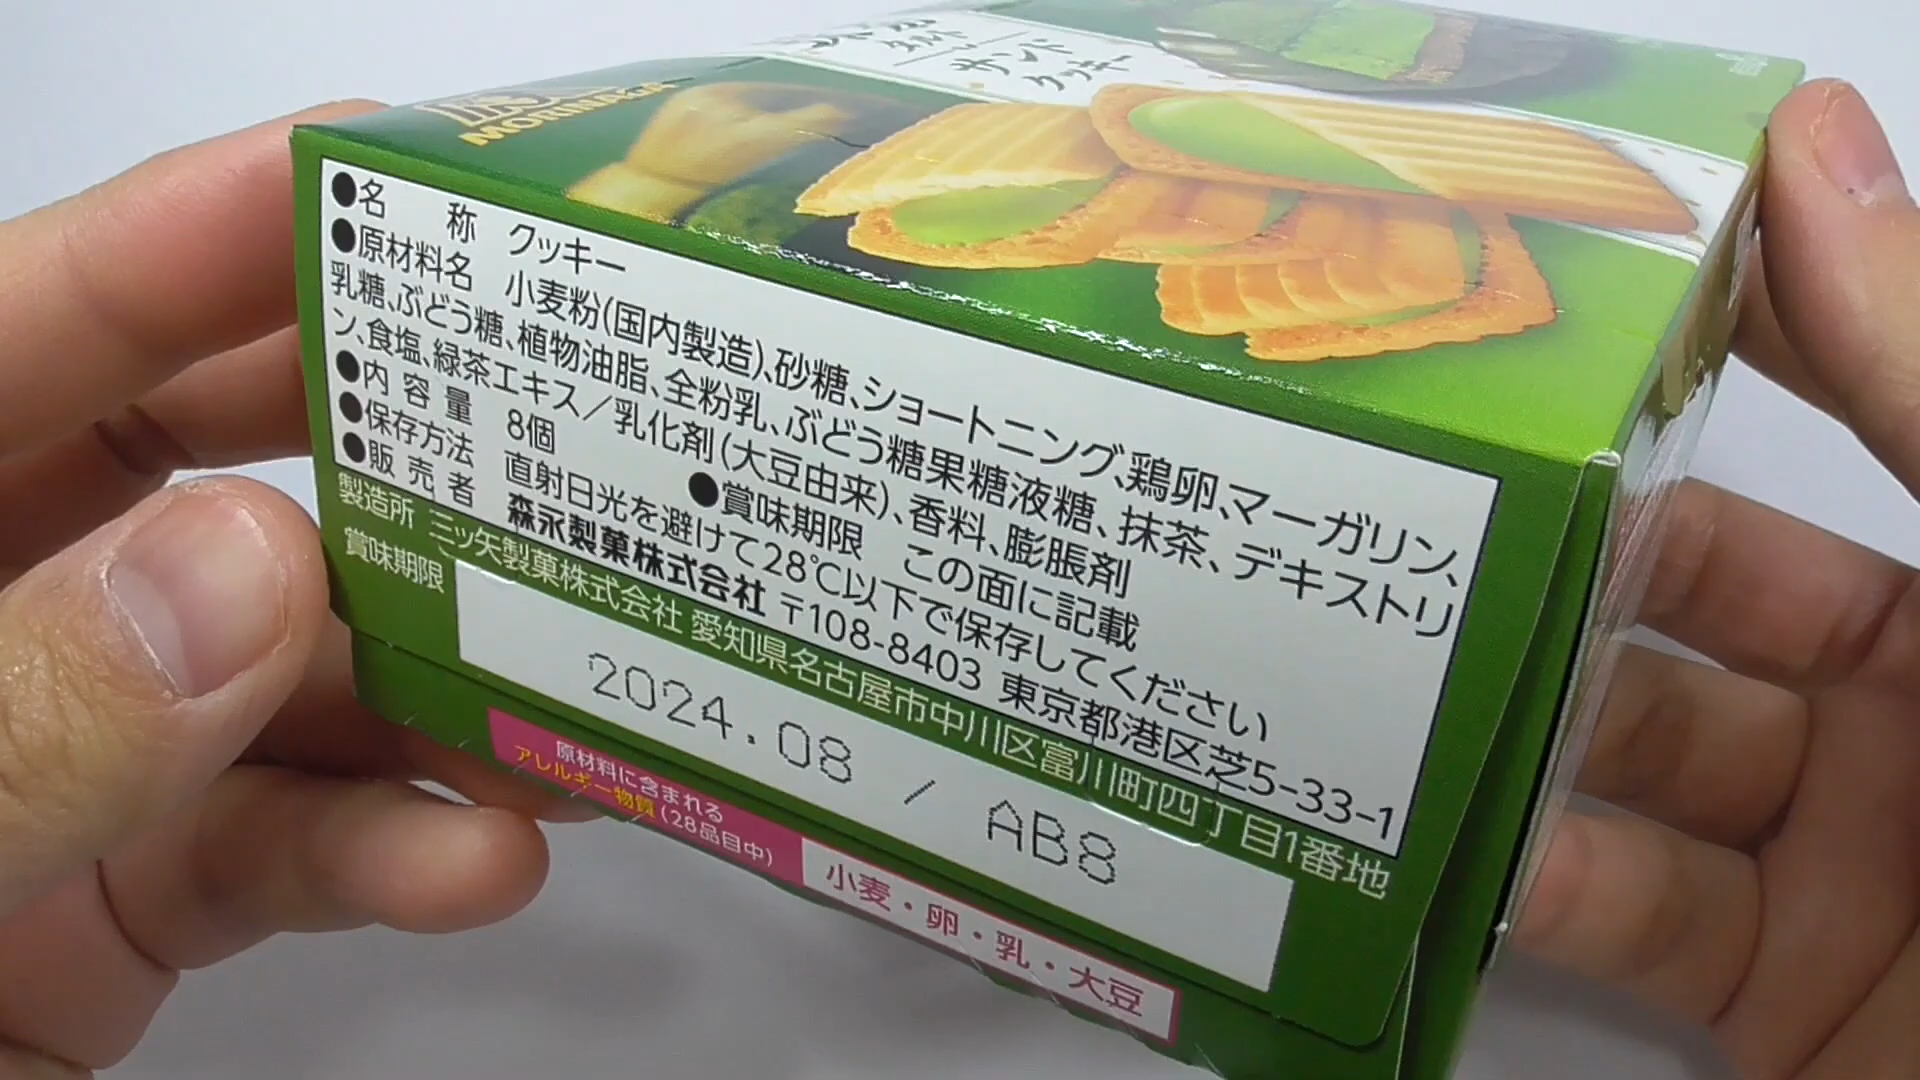 MORINAGA
タルト
サンド
クッキー
●名　称　クッキー
●原材料名　小麦粉(国内製造)、砂糖、ショートニング、鶏卵、マーガリン、
乳糖、ぶどう糖、植物油脂、全粉乳、ぶどう糖果糖液糖、抹茶、デキストリ
ン、食塩、緑茶エキス／乳化剤(大豆由来)、香料、膨脹剤
●内容量　8個　●賞味期限　この面に記載
●保存方法　直射日光を避けて28℃以下で保存してください
●販売者　森永製菓株式会社 〒108-8403 東京都港区芝5-33-1
製造所　三ッ矢製菓株式会社 愛知県名古屋市中川区富川町四丁目1番地
賞味期限
2024.08 / AB8
原材料に含まれる
アレルギー物質(28品目中)
小麦・卵・乳・大豆